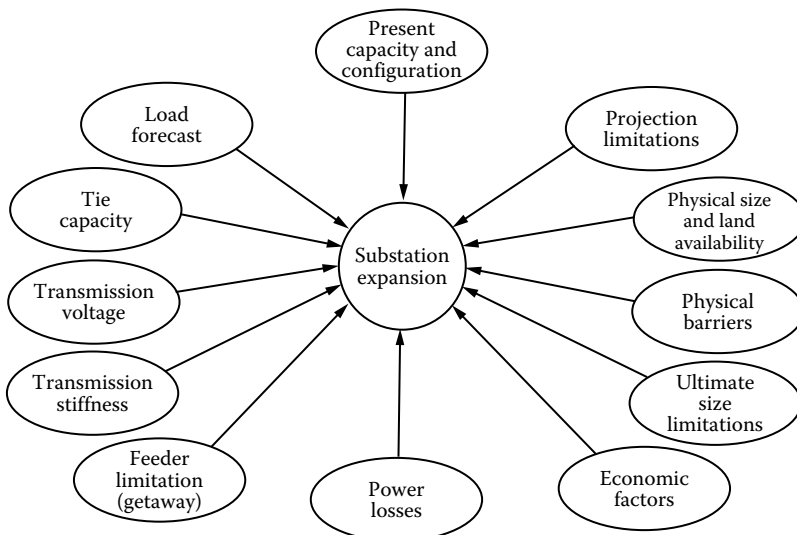 Present
capacity and
configuration
Load
forecast
Projection
limitations
Tie
capacity
Physical size
and land
availability
Substation
expansion
Transmission
voltage
Physical
barriers
Transmission
stiffness
Ultimate
size
limitations
Feeder
limitation
(getaway)
Power
losses
Economic
factors